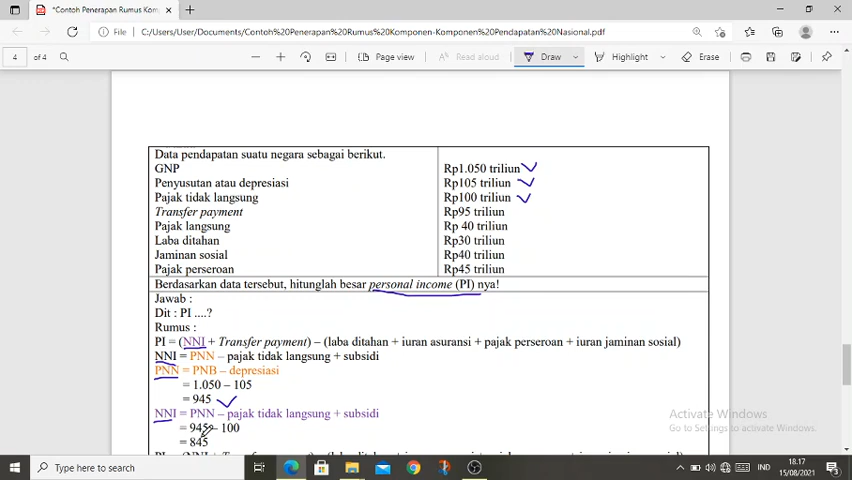 *Contoh Penerapan Rumus Kom
File
C:/Users/User/Documents/Contoh%20Penerapan%20Rumus%20Komponen-Komponen%20Pendapatan%20Nasional.pdf
4 of 4
Page view
Read aloud
Draw
Highlight
Erase
Data pendapatan suatu negara sebagai berikut.
GNP Rp1.050 triliun
Penyusutan atau depresiasi Rp105 triliun
Pajak tidak langsung Rp100 triliun
Transfer payment Rp95 triliun
Pajak langsung Rp 40 triliun
Laba ditahan Rp30 triliun
Jaminan sosial Rp40 triliun
Pajak perseroan Rp45 triliun
Berdasarkan data tersebut, hitunglah besar personal income (PI) nya!
Jawab :
Dit : PI ....?
Rumus :
PI = (NNI + Transfer payment) – (laba ditahan + iuran asuransi + pajak perseroan + iuran jaminan sosial)
NNI = PNN – pajak tidak langsung + subsidi
PNN = PNB – depresiasi
= 1.050 – 105
= 945
NNI = PNN – pajak tidak langsung + subsidi
= 945 – 100
= 845
Activate Windows
Go to Settings to activate Windows.
Type here to search
IND
18.17
15/08/2021
3